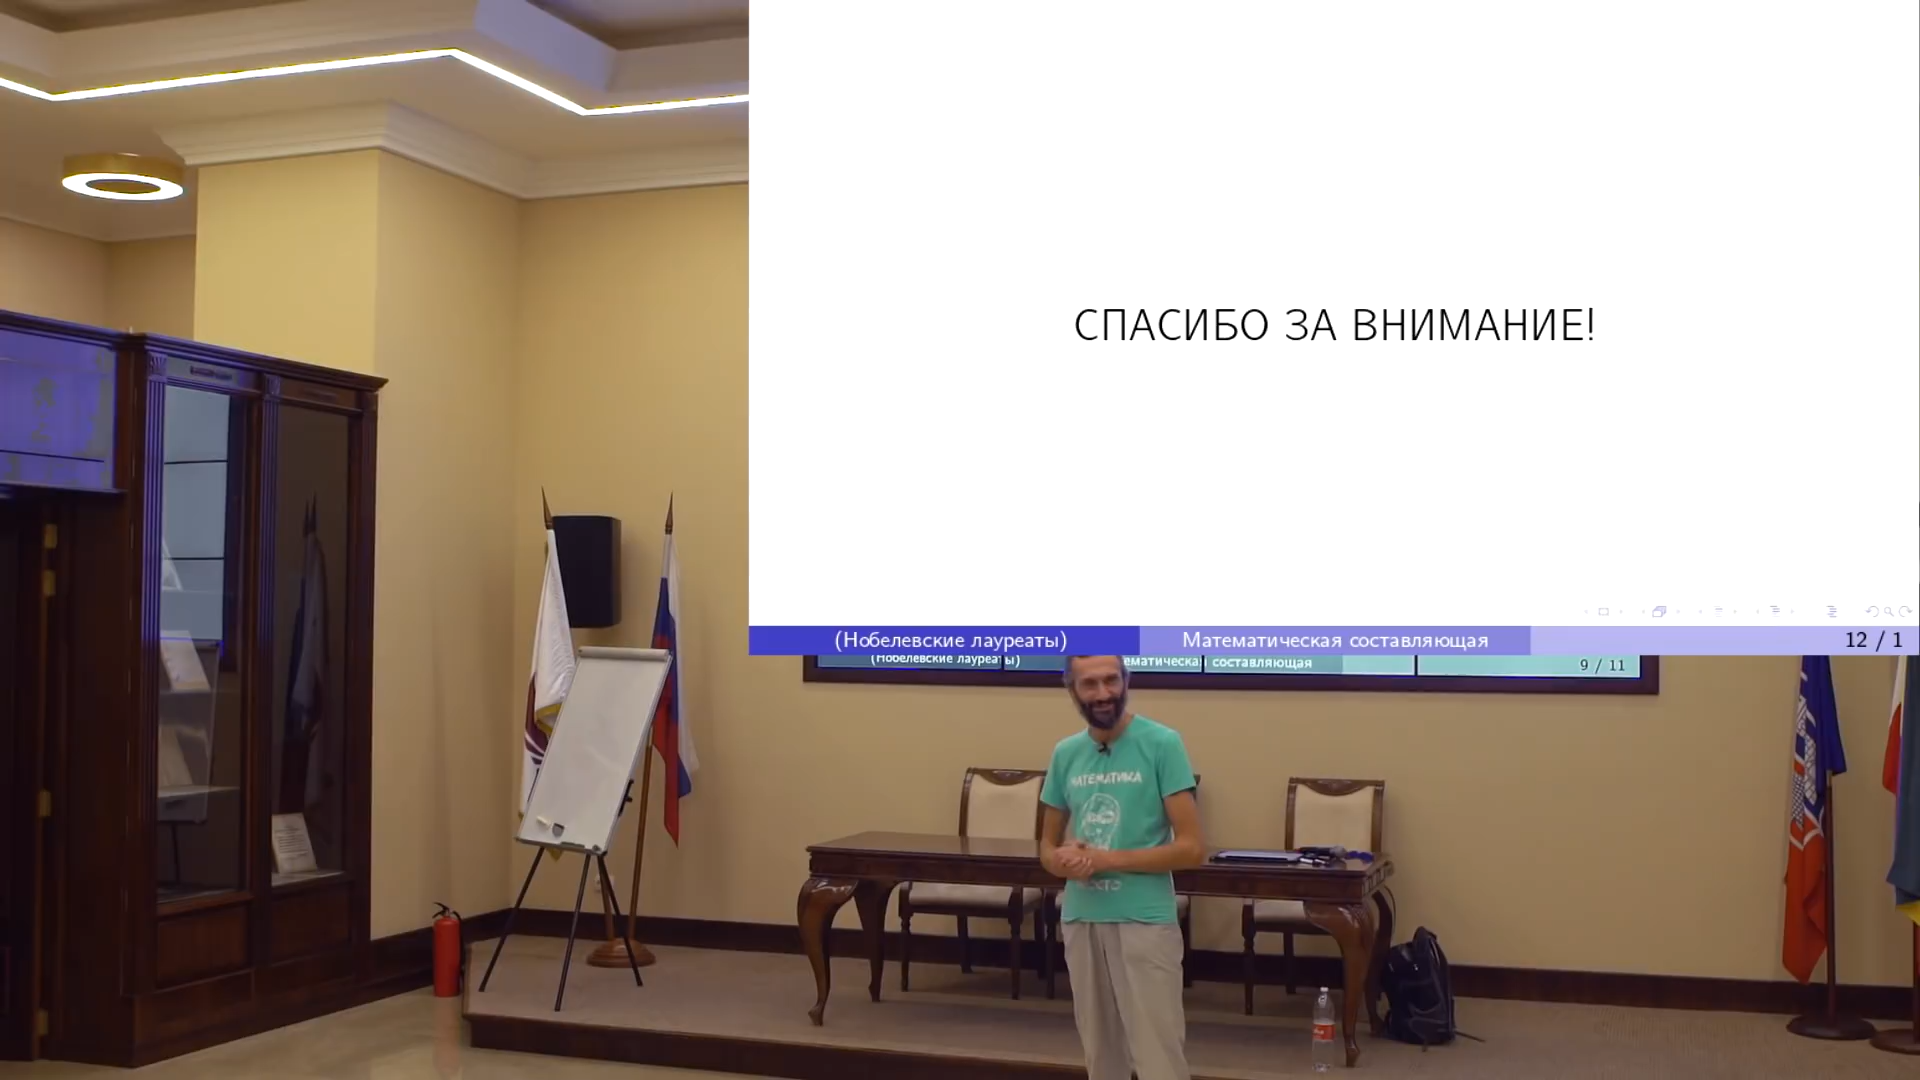 СПАСИБО ЗА ВНИМАНИЕ!
(Нобелевские лауреаты) Математическая составляющая 12 / 1
(Нобелевские лауреаты) математическая составляющая 9 / 11
МАТЕМАТИКА